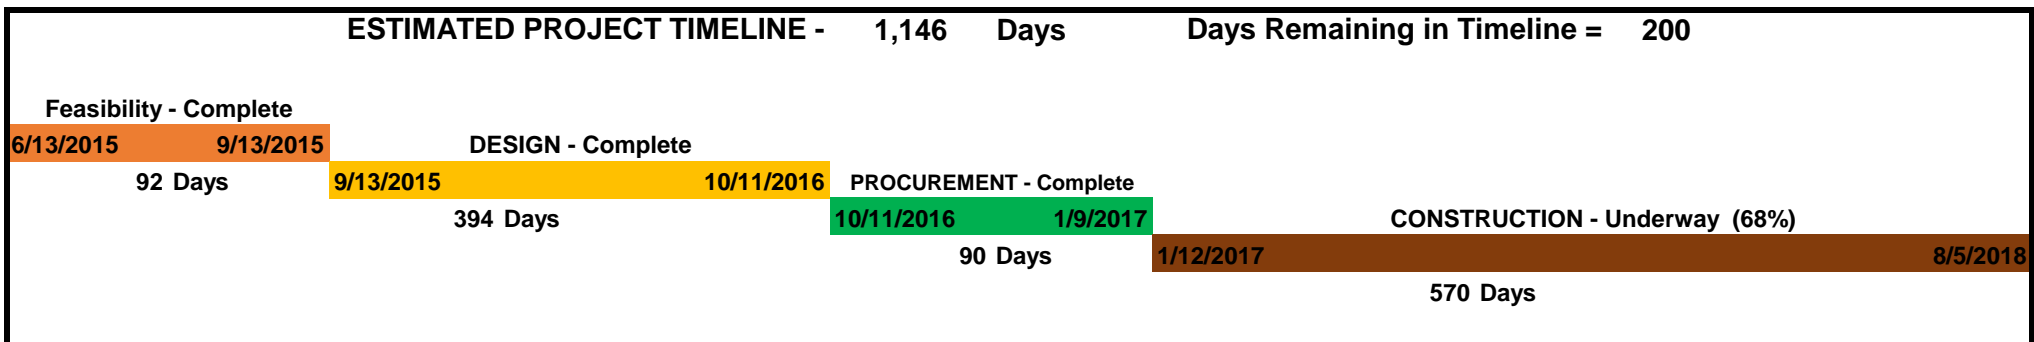 ESTIMATED PROJECT TIMELINE - 1,146 Days Days Remaining in Timeline = 200
Feasibility - Complete
6/13/2015 9/13/2015 DESIGN - Complete
92 Days 9/13/2015 10/11/2016 PROCUREMENT - Complete
394 Days 10/11/2016 1/9/2017 CONSTRUCTION - Underway (68%)
90 Days 1/12/2017 8/5/2018
570 Days